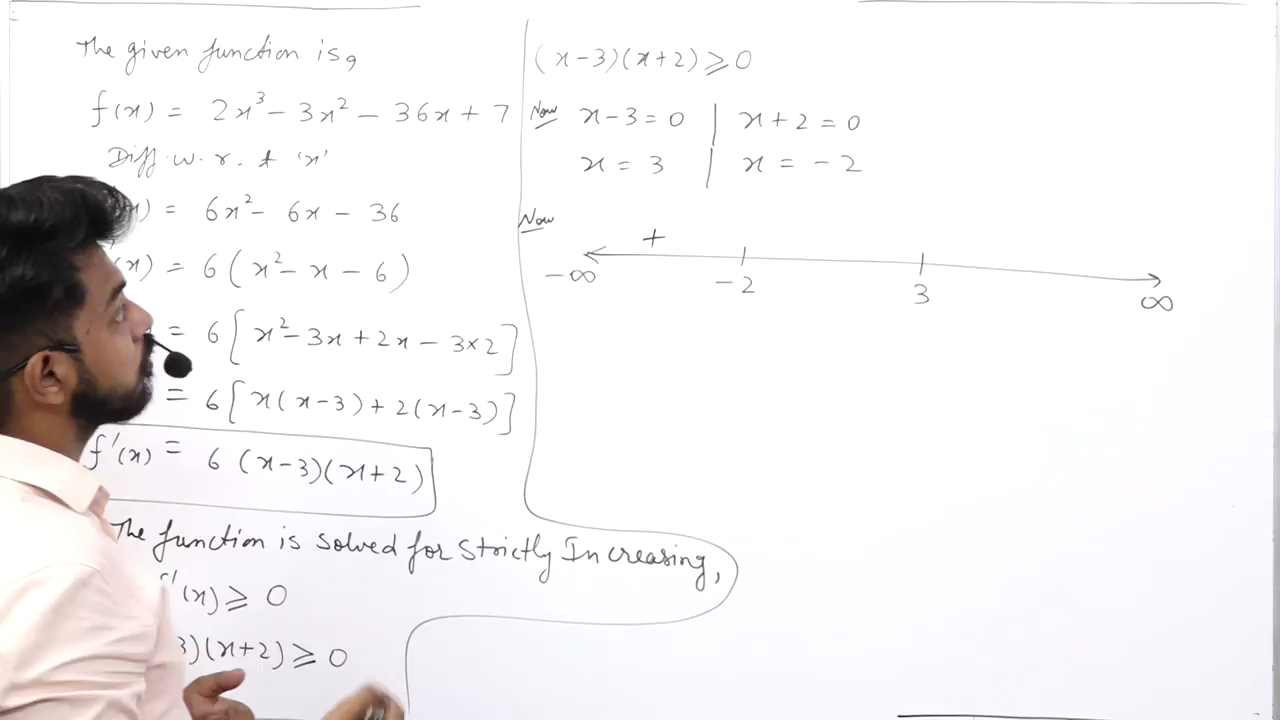 The given function is,
f(x) = 2x³ - 3x² - 36x + 7
Diff w. r. t 'x'
x) = 6x² - 6x - 36
'(x) = 6(x² - x - 6)
= 6[x² - 3x + 2x - 3×2]
= 6[x(x-3) + 2(x-3)]
f'(x) = 6 (x-3)(x+2)
The function is solved for strictly Increasing,
f'(x) ⩾ 0
3)(x+2) ⩾ 0
(x-3)(x+2) ⩾ 0
Now x-3=0 | x+2=0
x = 3 | x = -2
Now
+
-∞ -2 3 ∞